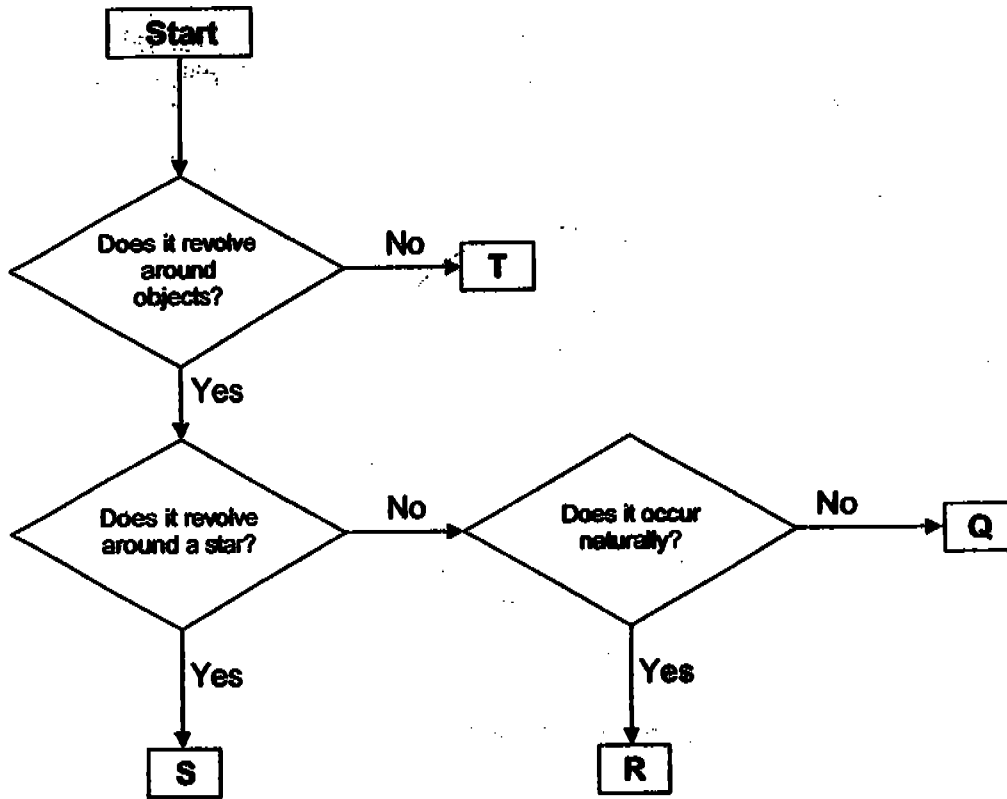 Start
Does it revolve
around
objects?
No
T
Yes
Does it revolve
around a star?
No
Does it occur
naturally?
No
Q
Yes
S
Yes
R